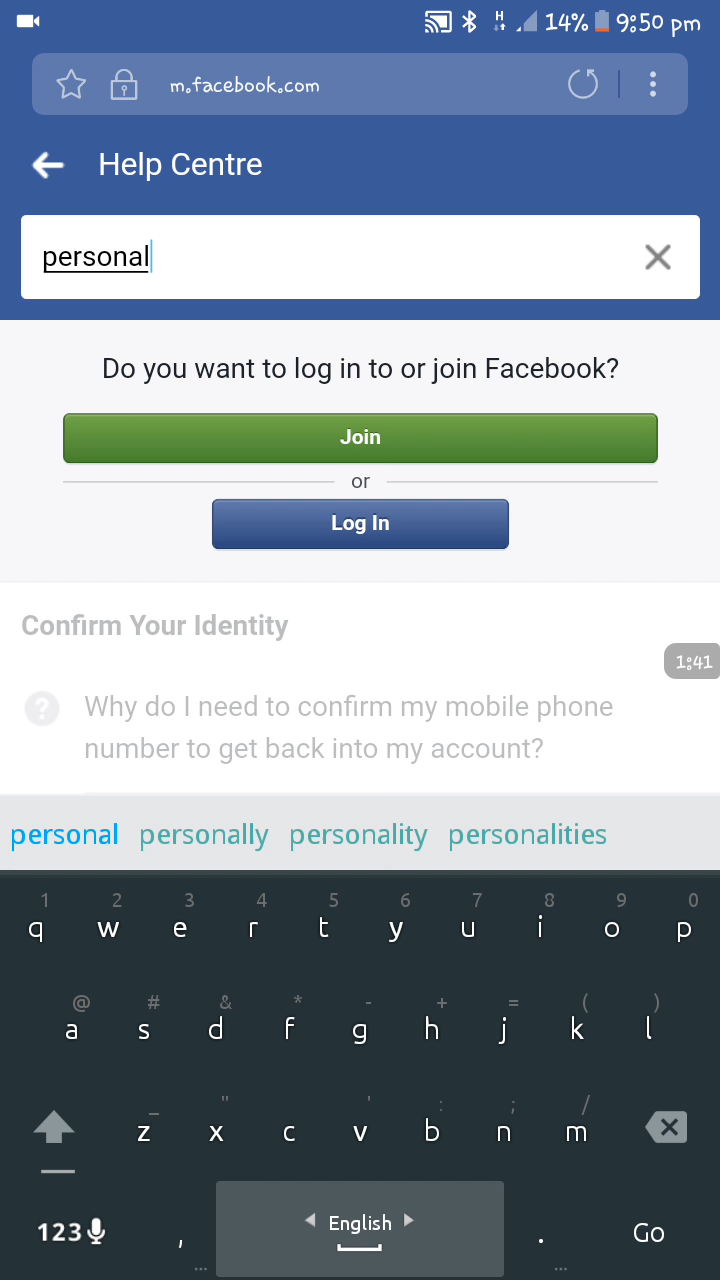 H 14% 9:50 pm
m.facebook.com
Help Centre
personal
Do you want to log in to or join Facebook?
Join
or
Log In
Confirm Your Identity
1:41
? Why do I need to confirm my mobile phone
number to get back into my account?
personal personally personality personalities
1 2 3 4 5 6 7 8 9 0
q w e r t y u i o p
@ # & * - + = ( )
a s d f g h j k l
_ " ' : ; /
z x c v b n m
123 , English . Go
... ...